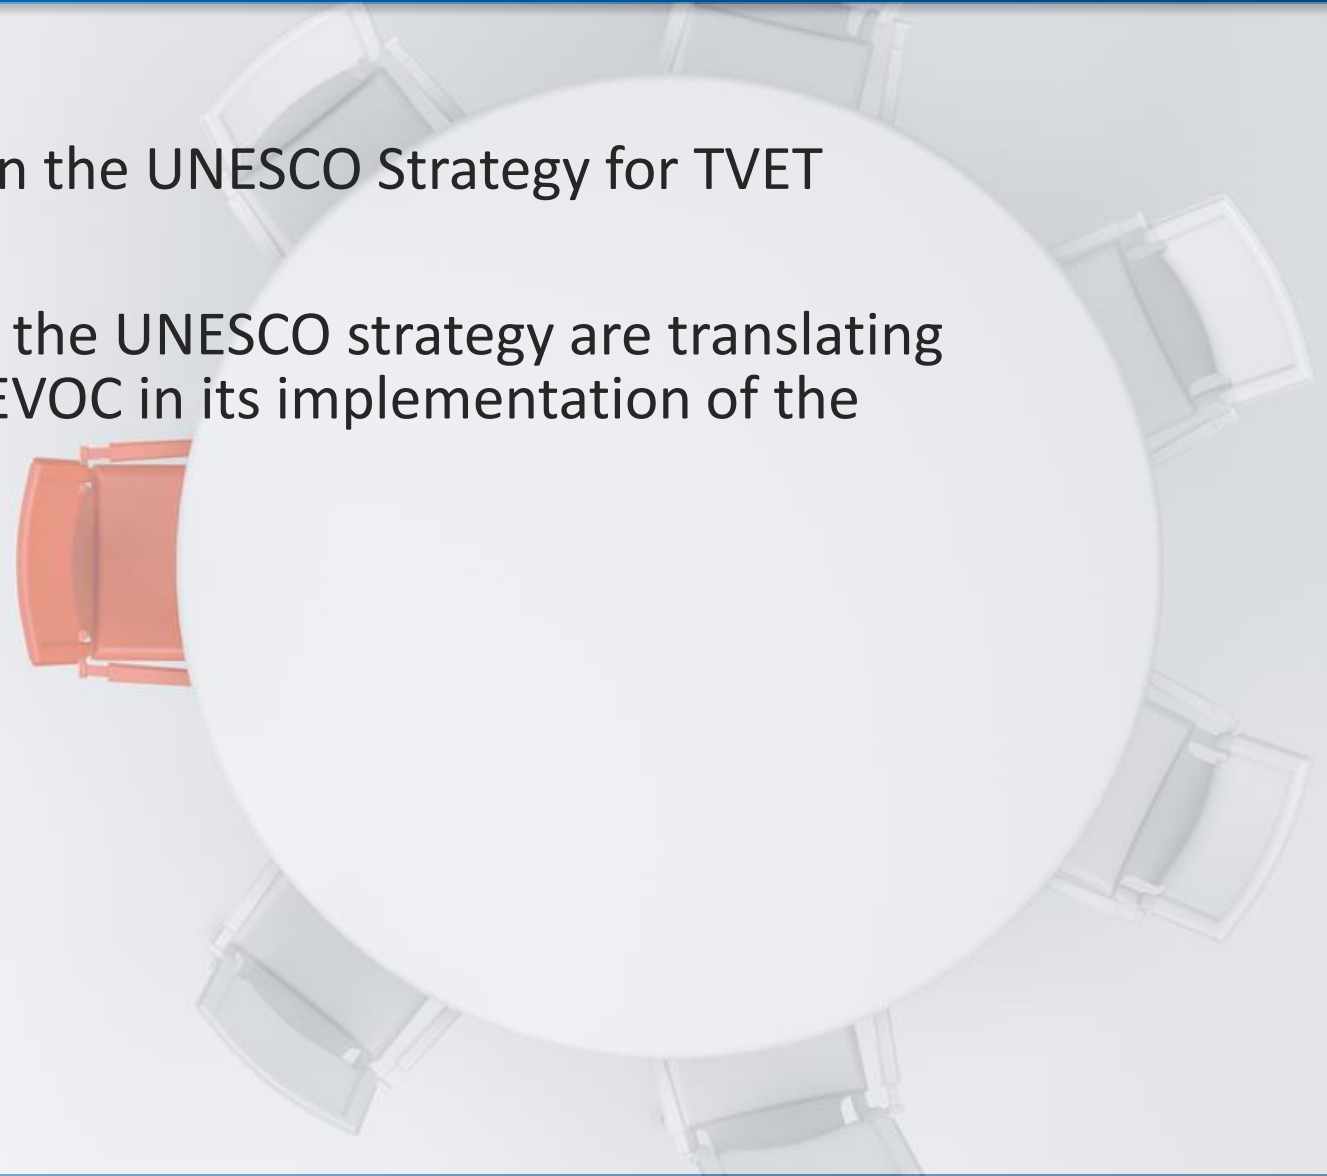 n the UNESCO Strategy for TVET
the UNESCO strategy are translating
EVOC in its implementation of the